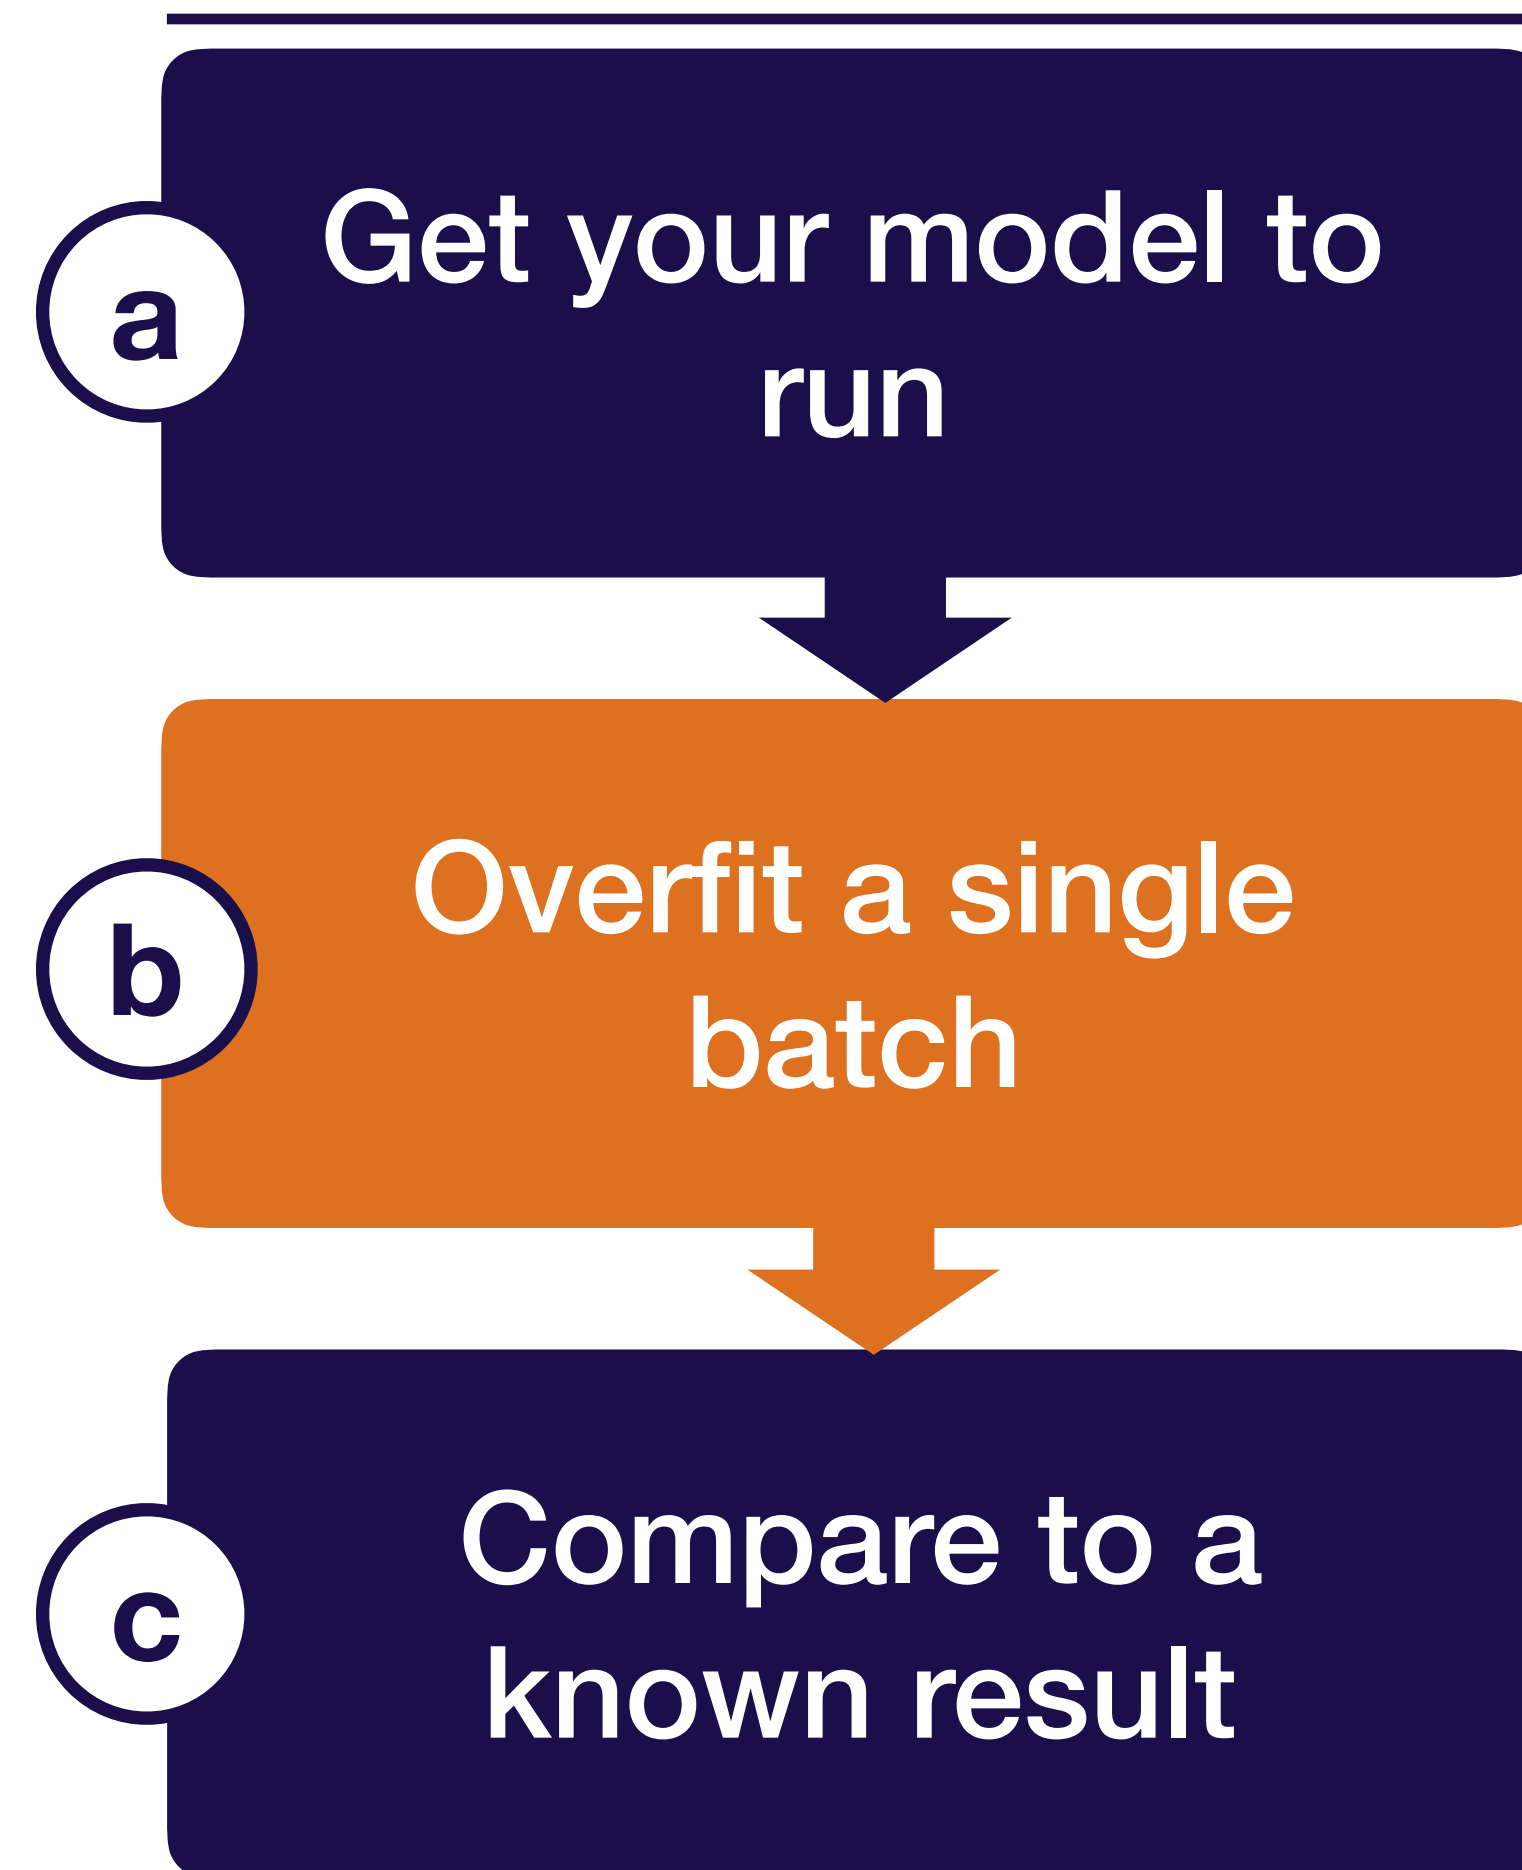 a
Get your model to
run
b
Overfit a single
batch
c
Compare to a
known result